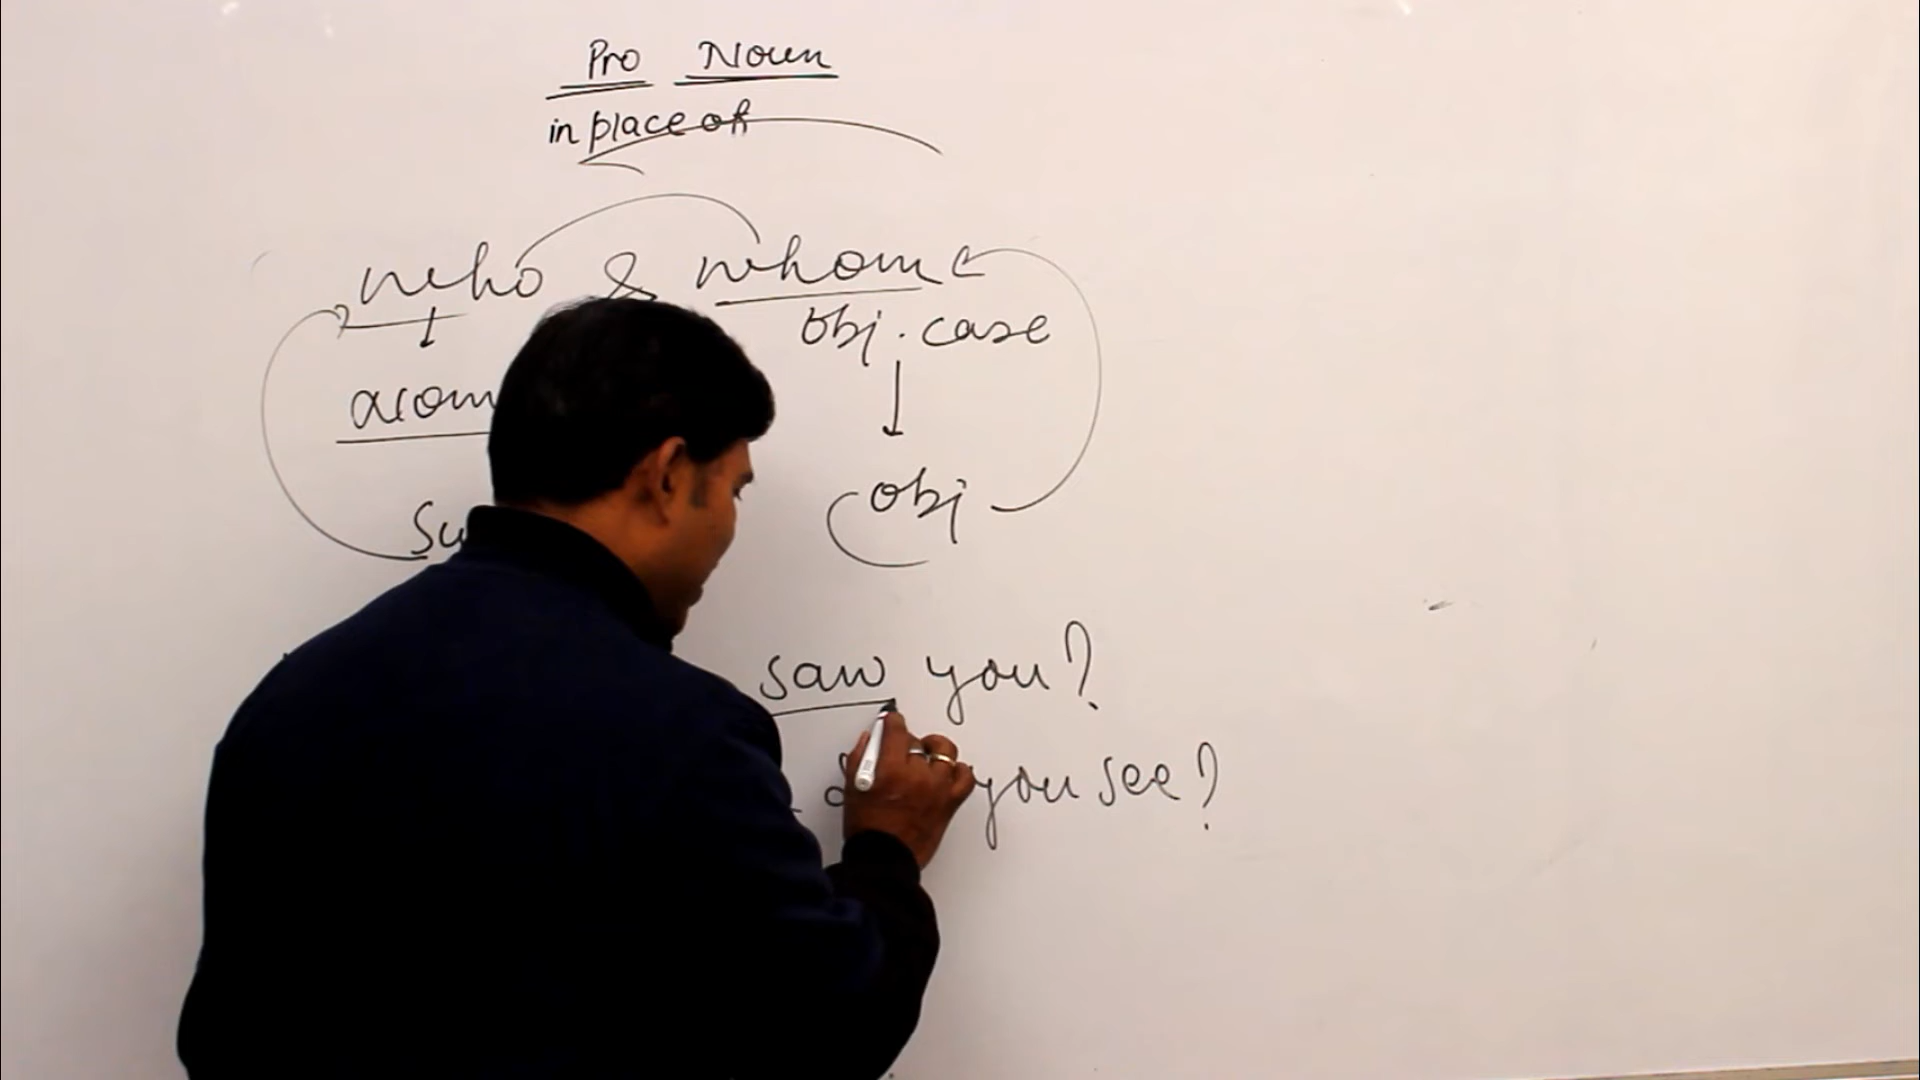 Pro Noun
in place of
who & whom
obj. case
obj
saw you?
you see?